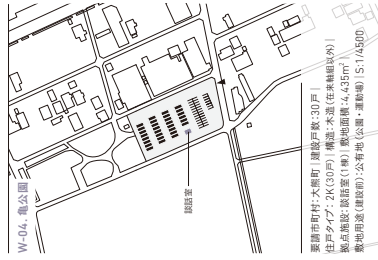 W-04. 亀公園
談話室
要請市町村:大熊町｜建設戸数:30戸｜
住戸タイプ:2K(30戸)｜構造:木造(在来軸組以外)｜
拠点施設:談話室(1棟)｜敷地面積:4,435m²｜
敷地用途(建設前):公有地(公園・運動場)｜S:1/4500